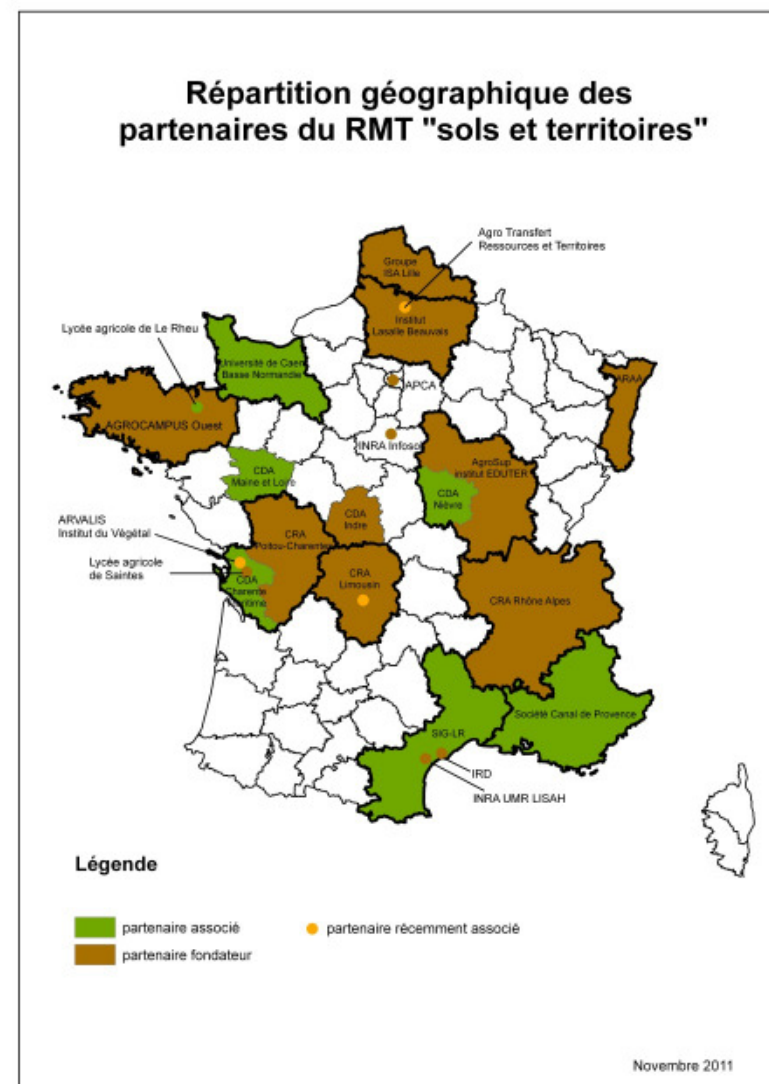 Répartition géographique des
partenaires du RMT "sols et territoires"
Agro Transfert
Ressources et Territoires
Groupe
ISA Lille
Institut
Lasalle Beauvais
Lycée agricole de Le Rheu
Université de Caen
Basse Normandie
APCA
ARAA
AGROCAMPUS Ouest
INRA Infosol
AgroSup
institut EDUTER
CDA
Maine et Loire
CDA
Nièvre
CDA
Indre
ARVALIS
Institut du Végétal
CRA
Poitou-Charentes
Lycée agricole
de Saintes
CDA
Charente
Maritime
CRA
Limousin
CRA Rhône Alpes
Société Canal de Provence
SIG-LR
IRD
INRA UMR LISAH
Légende
partenaire associé
partenaire récemment associé
partenaire fondateur
Novembre 2011